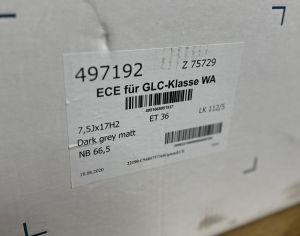 497192 Z 75729
ECE für GLC-Klasse WA
7,5Jx17H2 ET 36 LK 112/5
Dark grey matt
NB 66,5